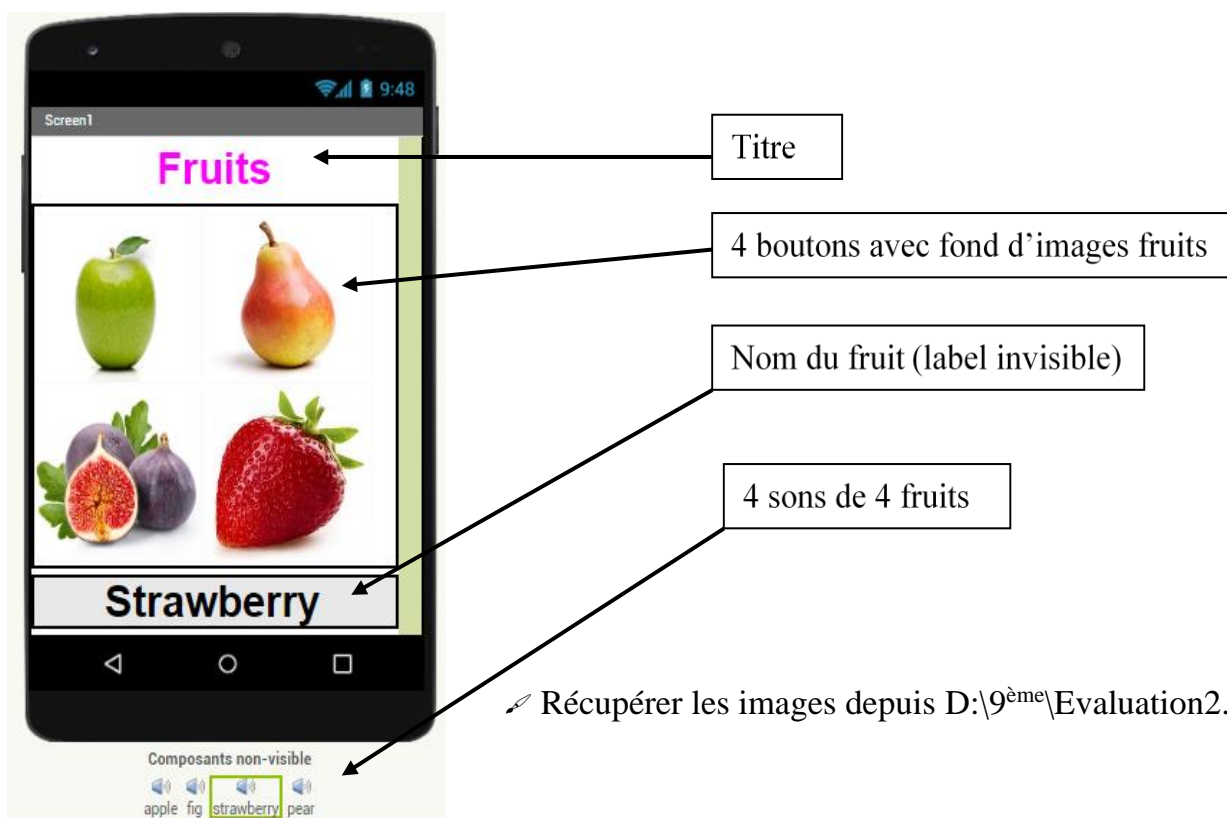 9:48
Screen1
Fruits
Titre
4 boutons avec fond d'images fruits
Nom du fruit (label invisible)
4 sons de 4 fruits
Strawberry
Récupérer les images depuis D:\9ème\Evaluation2.
Composants non-visible
apple fig strawberry pear